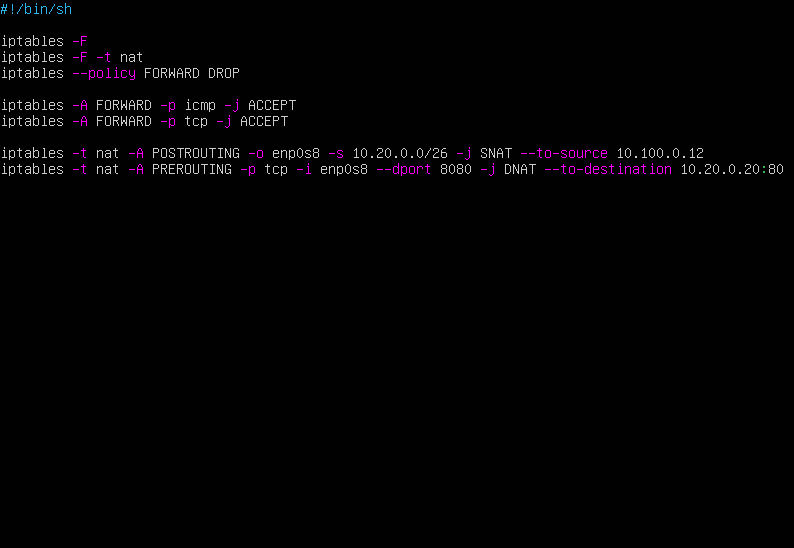 #!/bin/sh
iptables -F
iptables -F -t nat
iptables --policy FORWARD DROP
iptables -A FORWARD -p icmp -j ACCEPT
iptables -A FORWARD -p tcp -j ACCEPT
iptables -t nat -A POSTROUTING -o enp0s8 -s 10.20.0.0/26 -j SNAT --to-source 10.100.0.12
iptables -t nat -A PREROUTING -p tcp -i enp0s8 --dport 8080 -j DNAT --to-destination 10.20.0.20:80